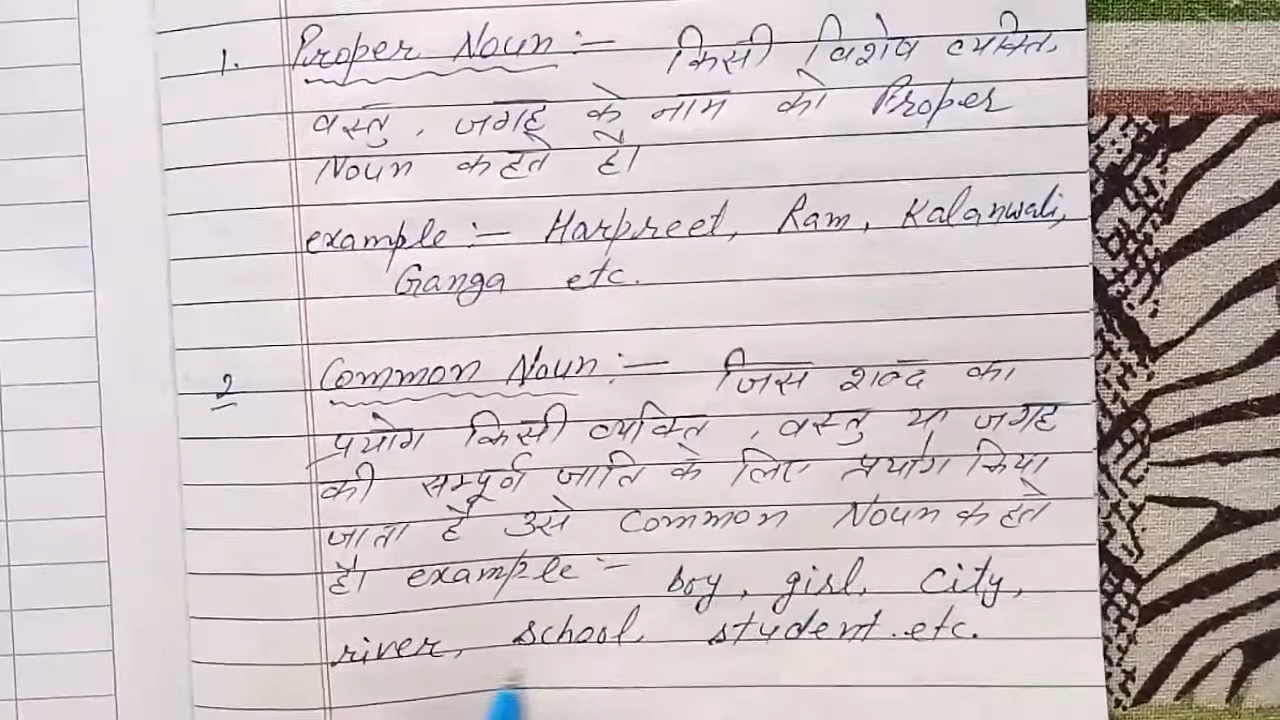 1. Proper Noun :- किसी विशेष व्यक्ति,
वस्तु, जगह के नाम को Proper
Noun कहते है।
example :- Harpreet, Ram, Kalanwali,
Ganga etc.
2 Common Noun :- जिस शब्द का
प्रयोग किसी व्यक्ति, वस्तु या जगह
की सम्पूर्ण जाति के लिए प्रयोग किया
जाता है उसे Common Noun कहते
है। example :- boy, girl, city,
river, school, student. etc.